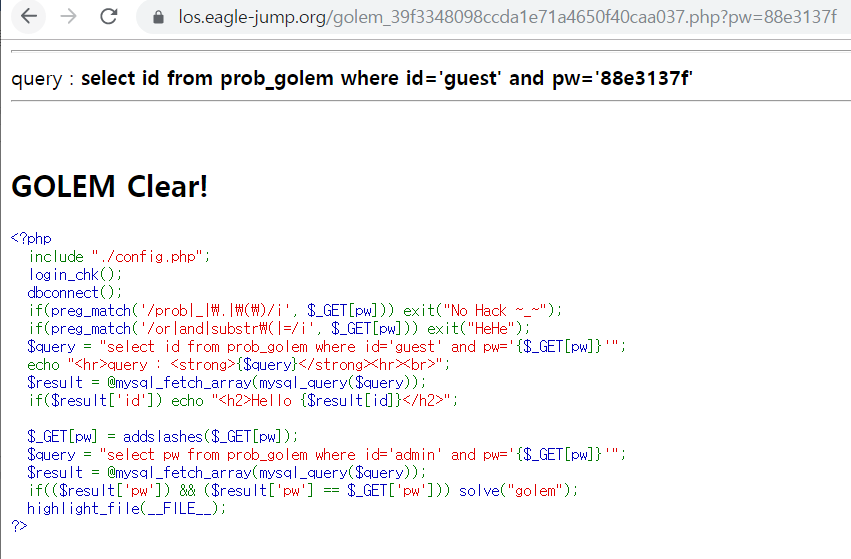 los.eagle-jump.org/golem_39f3348098ccda1e71a4650f40caa037.php?pw=88e3137f
query : select id from prob_golem where id='guest' and pw='88e3137f'
GOLEM Clear!
<?php
include "./config.php";
login_chk();
dbconnect();
if(preg_match('/prob|_|₩.|₩(₩)/i', $_GET[pw])) exit("No Hack ~_~");
if(preg_match('/or|and|substr₩(|=/i', $_GET[pw])) exit("HeHe");
$query = "select id from prob_golem where id='guest' and pw='{$_GET[pw]}'";
echo "<hr>query : <strong>{$query}</strong><hr><br>";
$result = @mysql_fetch_array(mysql_query($query));
if($result['id']) echo "<h2>Hello {$result[id]}</h2>";
$_GET[pw] = addslashes($_GET[pw]);
$query = "select pw from prob_golem where id='admin' and pw='{$_GET[pw]}'";
$result = @mysql_fetch_array(mysql_query($query));
if(($result['pw']) && ($result['pw'] == $_GET['pw'])) solve("golem");
highlight_file(__FILE__);
?>